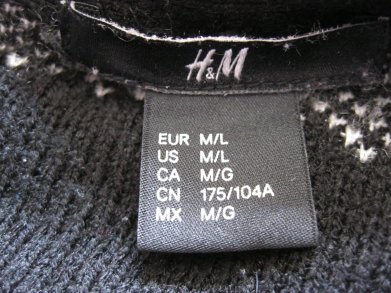 H&M
EUR M/L
US M/L
CA M/G
CN 175/104A
MX M/G